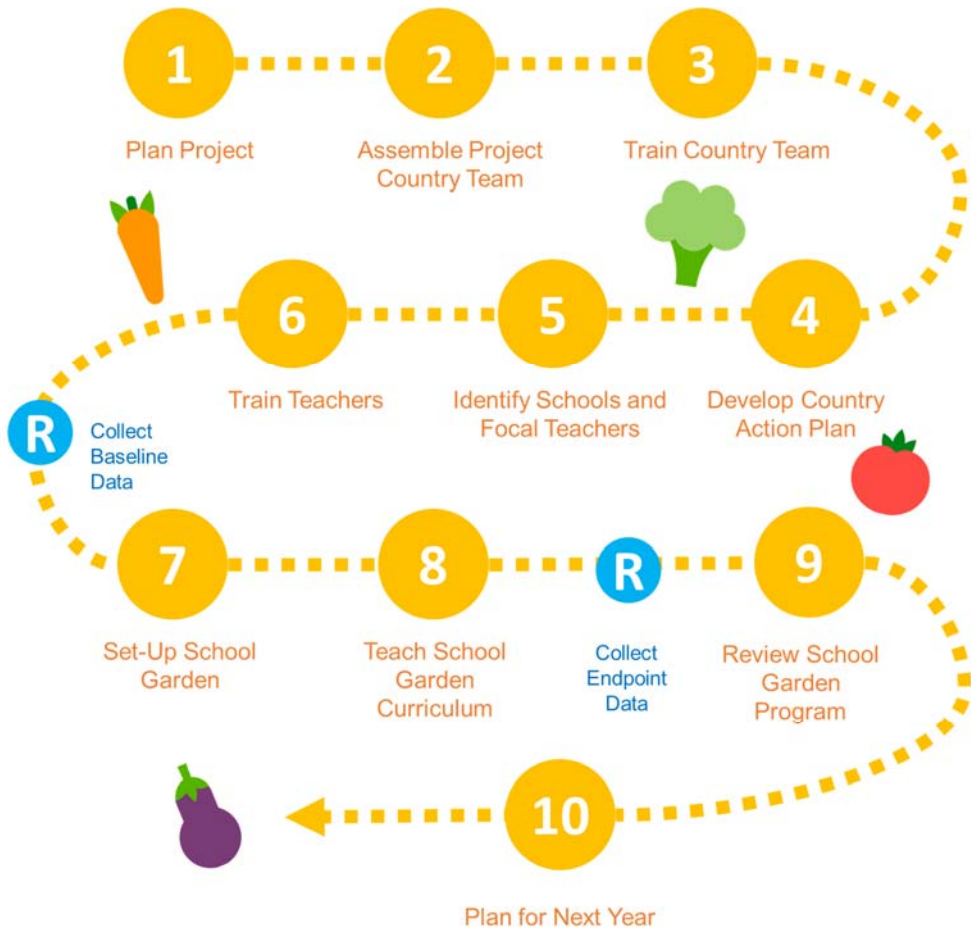 1
2
3
Plan Project
Assemble Project
Country Team
Train Country Team
6
5
4
Train Teachers
Identify Schools and
Focal Teachers
Develop Country
Action Plan
R
Collect
Baseline
Data
7
8
R
9
Set-Up School
Garden
Teach School
Garden
Curriculum
Collect
Endpoint
Data
Review School
Garden
Program
10
Plan for Next Year